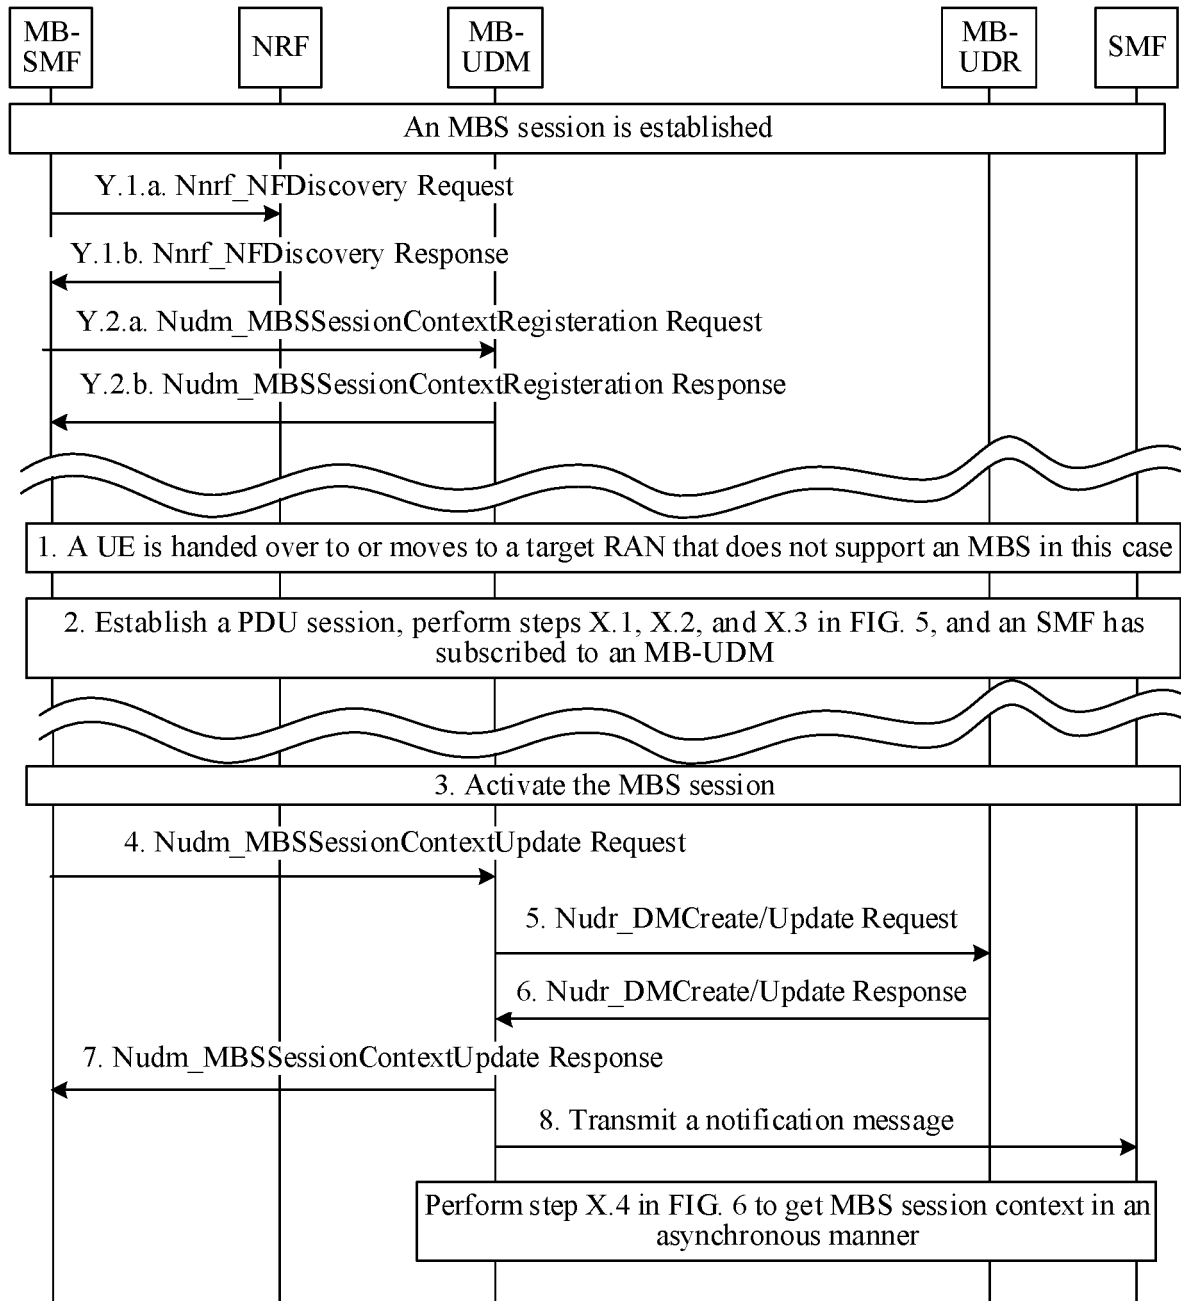 MB-
SMF
NRF
MB-
UDM
MB-
UDR
SMF
An MBS session is established
Y.1.a. Nnrf_NFDiscovery Request
Y.1.b. Nnrf_NFDiscovery Response
Y.2.a. Nudm_MBSSessionContextRegisteration Request
Y.2.b. Nudm_MBSSessionContextRegisteration Response
1. A UE is handed over to or moves to a target RAN that does not support an MBS in this case
2. Establish a PDU session, perform steps X.1, X.2, and X.3 in FIG. 5, and an SMF has
subscribed to an MB-UDM
3. Activate the MBS session
4. Nudm_MBSSessionContextUpdate Request
5. Nudr_DMCreate/Update Request
6. Nudr_DMCreate/Update Response
7. Nudm_MBSSessionContextUpdate Response
8. Transmit a notification message
Perform step X.4 in FIG. 6 to get MBS session context in an
asynchronous manner